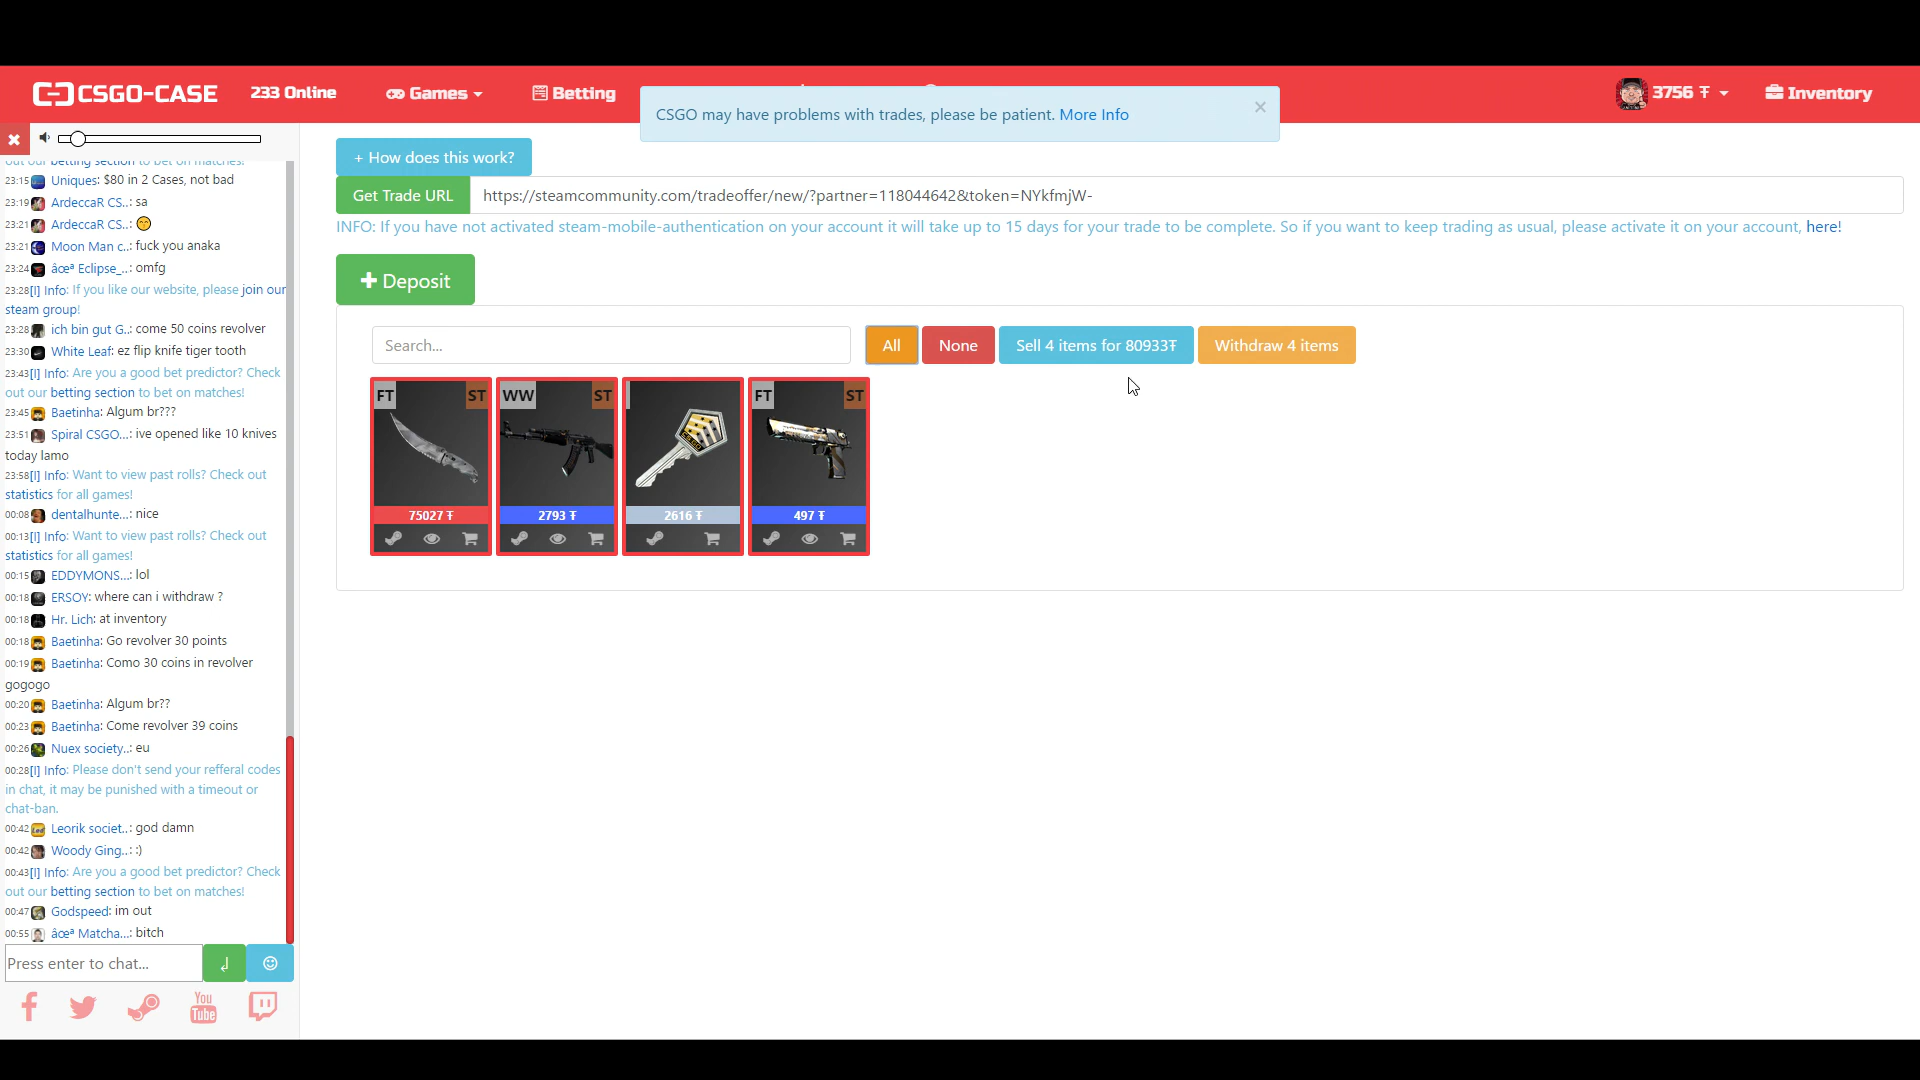 CSGO-CASE
233 Online
Games
Betting
3756 Ŧ
Inventory
CSGO may have problems with trades, please be patient. More Info
×
out our betting section to bet on matches!
23:15 Uniques: $80 in 2 Cases, not bad
23:19 ArdeccaR CS..: sa
23:21 ArdeccaR CS..: 
23:21 Moon Man c..: fuck you anaka
23:24 âœª Eclipse_..: omfg
23:28[I] Info: If you like our website, please join our
steam group!
23:28 ich bin gut G..: come 50 coins revolver
23:30 White Leaf: ez flip knife tiger tooth
23:43[I] Info: Are you a good bet predictor? Check
out our betting section to bet on matches!
23:45 Baetinha: Algum br???
23:51 Spiral CSGO...: ive opened like 10 knives
today lamo
23:58[I] Info: Want to view past rolls? Check out
statistics for all games!
00:08 dentalhunte...: nice
00:13[I] Info: Want to view past rolls? Check out
statistics for all games!
00:15 EDDYMONS...: lol
00:18 ERSOY: where can i withdraw ?
00:18 Hr. Lich: at inventory
00:18 Baetinha: Go revolver 30 points
00:19 Baetinha: Como 30 coins in revolver
gogogo
00:20 Baetinha: Algum br??
00:23 Baetinha: Come revolver 39 coins
00:26 Nuex society..: eu
00:28[I] Info: Please don't send your refferal codes
in chat, it may be punished with a timeout or
chat-ban.
00:42 Leorik societ..: god damn
00:42 Woody Ging..: :)
00:43[I] Info: Are you a good bet predictor? Check
out our betting section to bet on matches!
00:47 Godspeed: im out
00:55 âœª Matcha...: bitch
Press enter to chat...
You
Tube
+ How does this work?
Get Trade URL
https://steamcommunity.com/tradeoffer/new/?partner=118044642&token=NYkfmjW-
INFO: If you have not activated steam-mobile-authentication on your account it will take up to 15 days for your trade to be complete. So if you want to keep trading as usual, please activate it on your account, here!
+ Deposit
Search...
All
None
Sell 4 items for 80933Ŧ
Withdraw 4 items
FT ST
75027 Ŧ
WW ST
2793 Ŧ
2616 Ŧ
FT ST
497 Ŧ